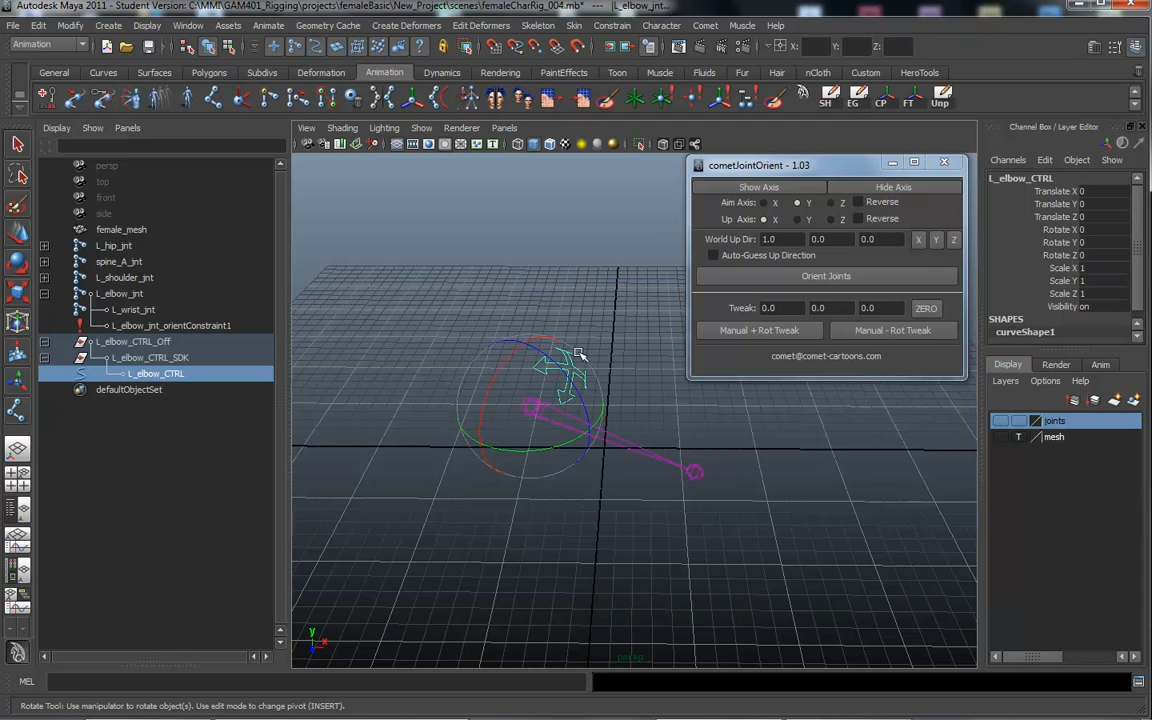 Autodesk Maya 2011 - Student Version: C:\MMI\GAM401_Rigging\projects\femaleBasic\New_Project\scenes\femaleCharRig_004.mb* --- L_elbow_jnt...
File Edit Modify Create Display Window Assets Animate Geometry Cache Create Deformers Edit Deformers Skeleton Skin Constrain Character Comet Muscle Help
Animation X: Y: Z:
General Curves Surfaces Polygons Subdivs Deformation Animation Dynamics Rendering PaintEffects Toon Muscle Fluids Fur Hair nCloth Custom HeroTools
SH EG CP FT Unp
Display Show Panels
View Shading Lighting Show Renderer Panels
Channel Box / Layer Editor
persp
top
front
side
female_mesh
L_hip_jnt
spine_A_jnt
L_shoulder_jnt
L_elbow_jnt
L_wrist_jnt
L_elbow_jnt_orientConstraint1
L_elbow_CTRL_Off
L_elbow_CTRL_SDK
L_elbow_CTRL
defaultObjectSet
cometJointOrient - 1.03
Show Axis Hide Axis
Aim Axis: X Y Z Reverse
Up Axis: X Y Z Reverse
World Up Dir: 1.0 0.0 0.0 X Y Z
Auto-Guess Up Direction
Orient Joints
Tweak: 0.0 0.0 0.0 ZERO
Manual + Rot Tweak Manual - Rot Tweak
comet@comet-cartoons.com
y
x
persp
Channels Edit Object Show
L_elbow_CTRL
Translate X 0
Translate Y 0
Translate Z 0
Rotate X 0
Rotate Y 0
Rotate Z 0
Scale X 1
Scale Y 1
Scale Z 1
Visibility on
SHAPES
curveShape1
Display Render Anim
Layers Options Help
joints
T mesh
MEL
Rotate Tool: Use manipulator to rotate object(s). Use edit mode to change pivot (INSERT).